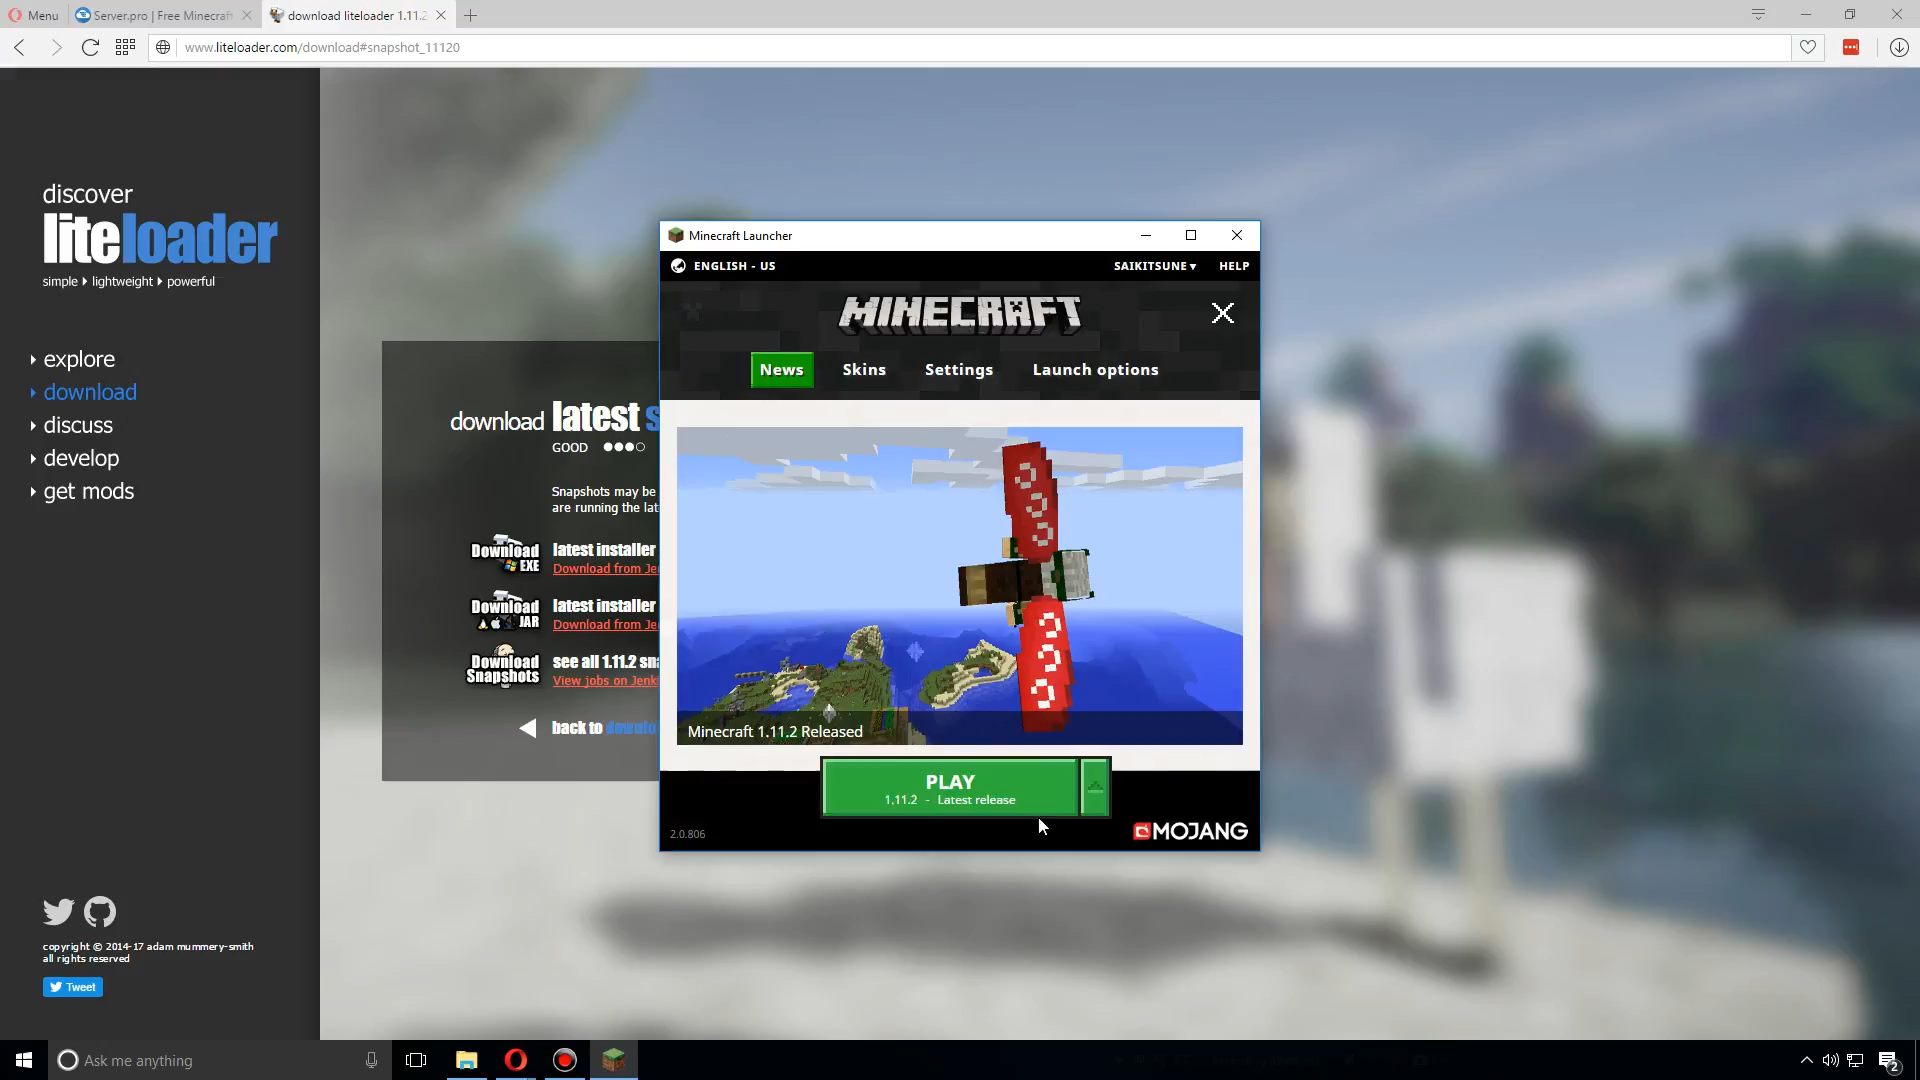 Menu
Server.pro | Free Minecraft
download liteloader 1.11.2
www.liteloader.com/download#snapshot_11120
discover
liteloader
simple lightweight powerful
explore
download
discuss
develop
get mods
copyright © 2014-17 adam mummery-smith
all rights reserved
Tweet
download latest s
GOOD
Snapshots may be
are running the lat
Download EXE
latest installer
Download from Je
Download JAR
latest installer
Download from Je
Download Snapshots
see all 1.11.2 sna
View jobs on Jenk
back to downlo
Minecraft Launcher
ENGLISH - US
SAIKITSUNE
HELP
MINECRAFT
News
Skins
Settings
Launch options
Minecraft 1.11.2 Released
PLAY
1.11.2 - Latest release
2.0.806
MOJANG
Ask me anything
2